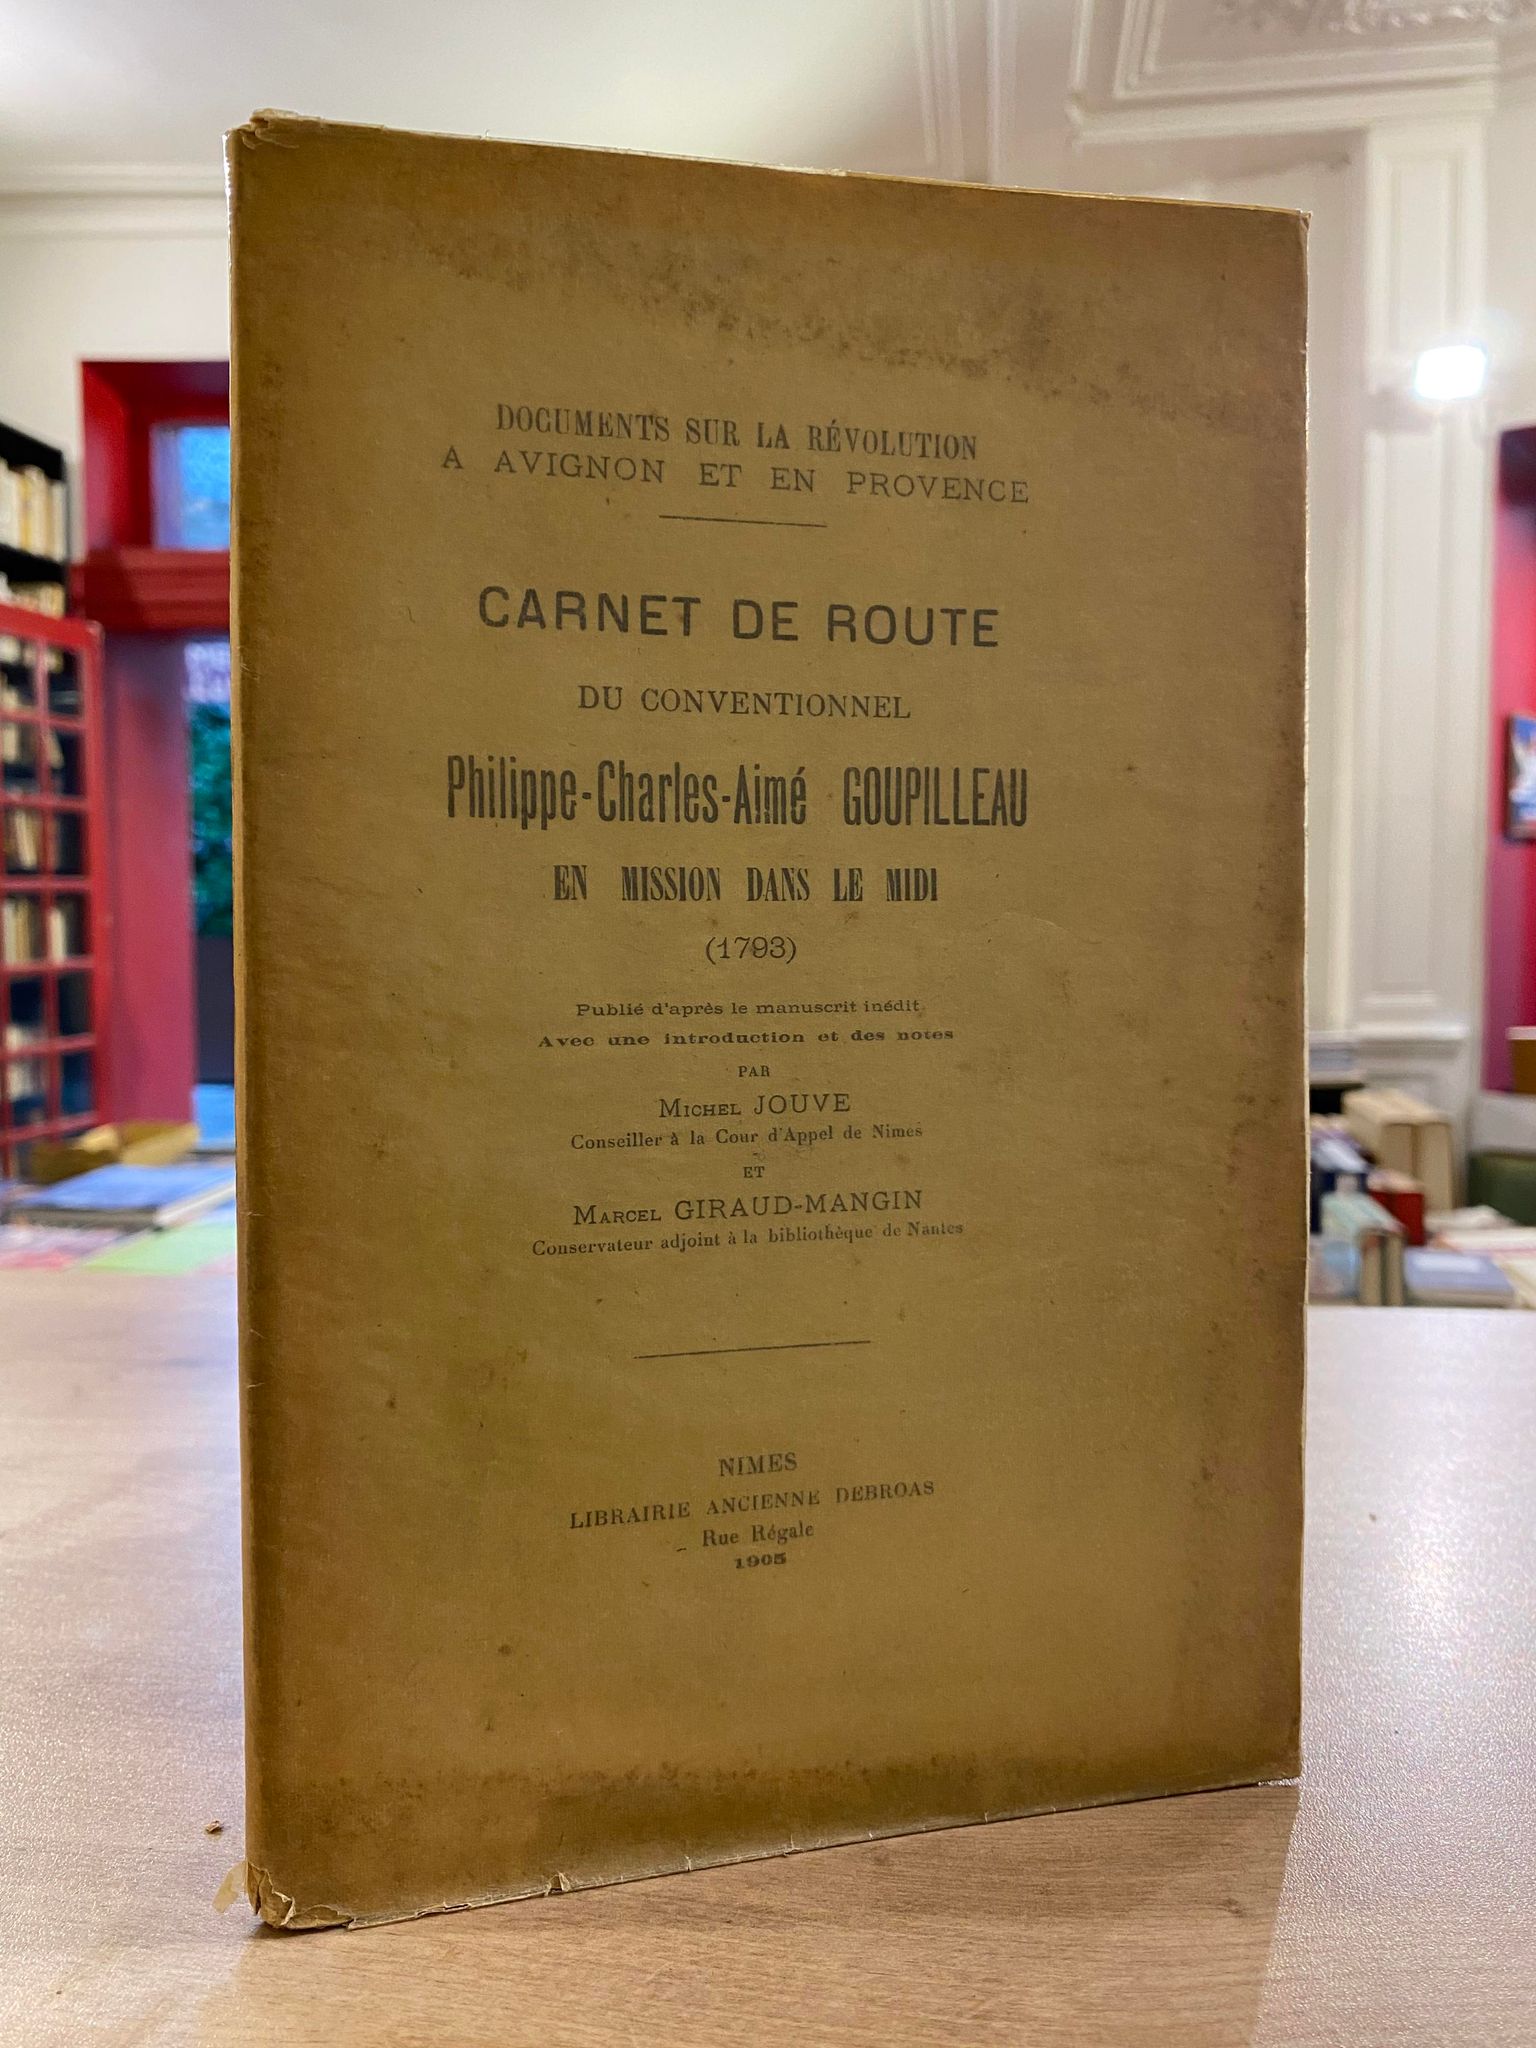 DOCUMENTS SUR LA RÉVOLUTION
A AVIGNON ET EN PROVENCE
CARNET DE ROUTE
DU CONVENTIONNEL
Philippe-Charles-Aimé GOUPILLEAU
EN MISSION DANS LE MIDI
(1793)
Publié d'après le manuscrit inédit
Avec une introduction et des notes
PAR
MICHEL JOUVE
Conseiller à la Cour d'Appel de Nimes
ET
MARCEL GIRAUD-MANGIN
Conservateur adjoint à la bibliothèque de Nantes
NIMES
LIBRAIRIE ANCIENNE DEBROAS
Rue Régale
1905